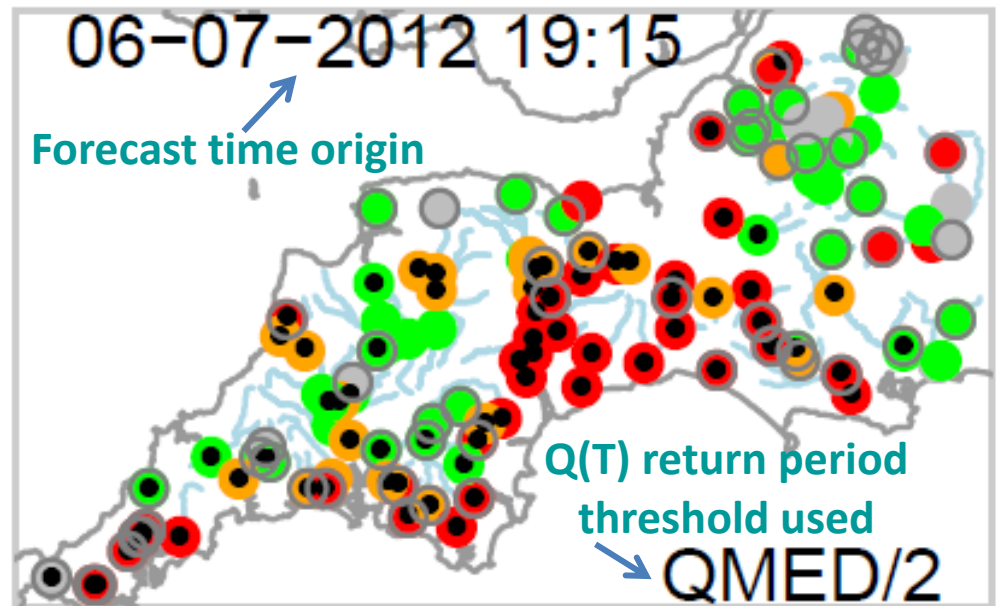 06−07−2012 19:15
Forecast time origin
Q(T) return period
threshold used
QMED/2